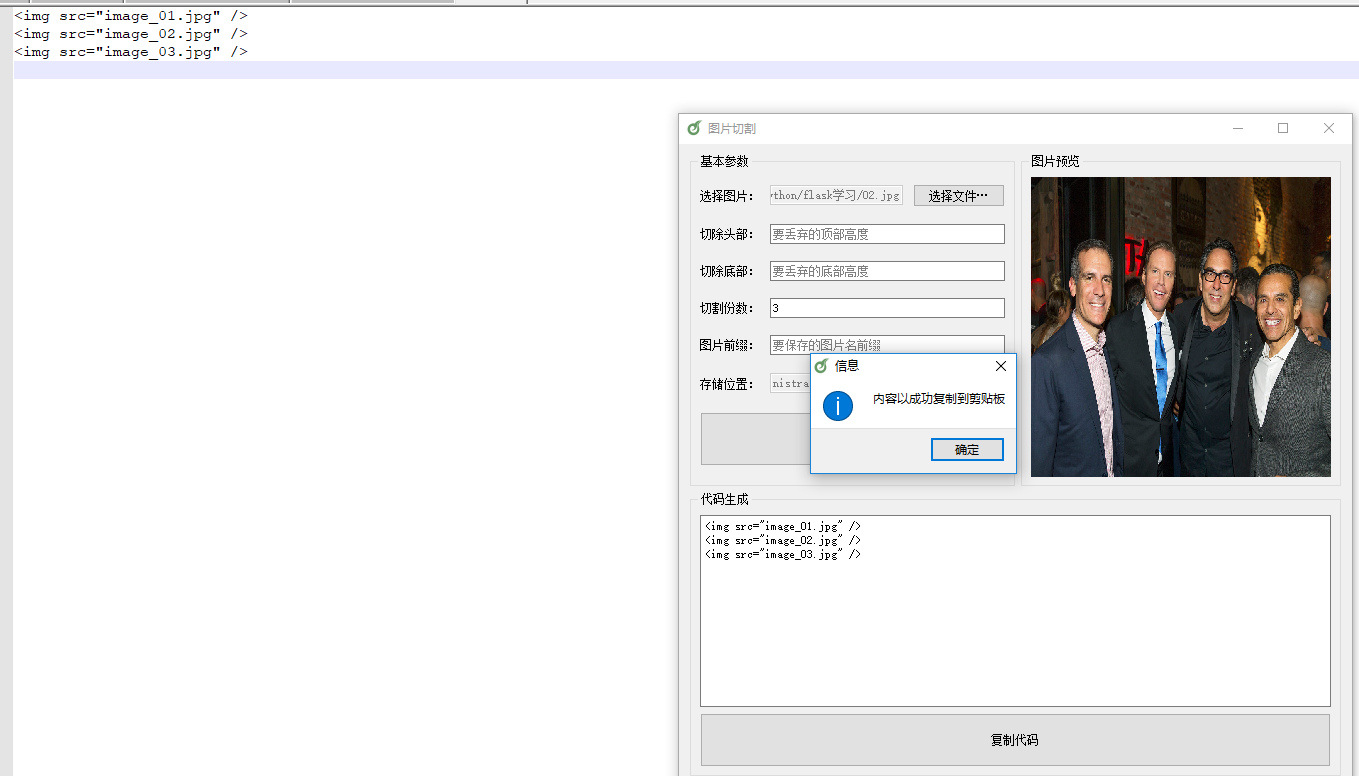 <img src="image_01.jpg" />
<img src="image_02.jpg" />
<img src="image_03.jpg" />
图片切割
基本参数
选择图片： ython/flask学习/02.jpg 选择文件…
切除头部： 要丢弃的顶部高度
切除底部： 要丢弃的底部高度
切割份数： 3
图片前缀： 要保存的图片名前缀
存储位置： nistra
图片预览
信息
内容以成功复制到剪贴板
确定
代码生成
<img src="image_01.jpg" />
<img src="image_02.jpg" />
<img src="image_03.jpg" />
复制代码